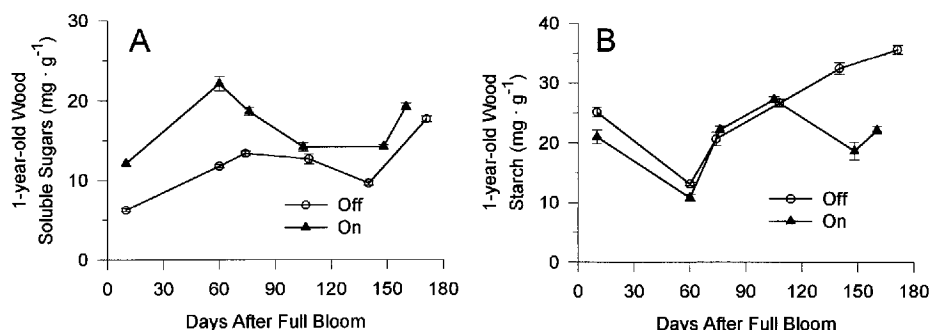 A
1-year-old Wood
Soluble Sugars (mg · g⁻¹)
30
20
10
0
0 30 60 90 120 150 180
Days After Full Bloom
Off
On
B
1-year-old Wood
Starch (mg · g⁻¹)
40
30
20
10
0
0 30 60 90 120 150 180
Days After Full Bloom
Off
On